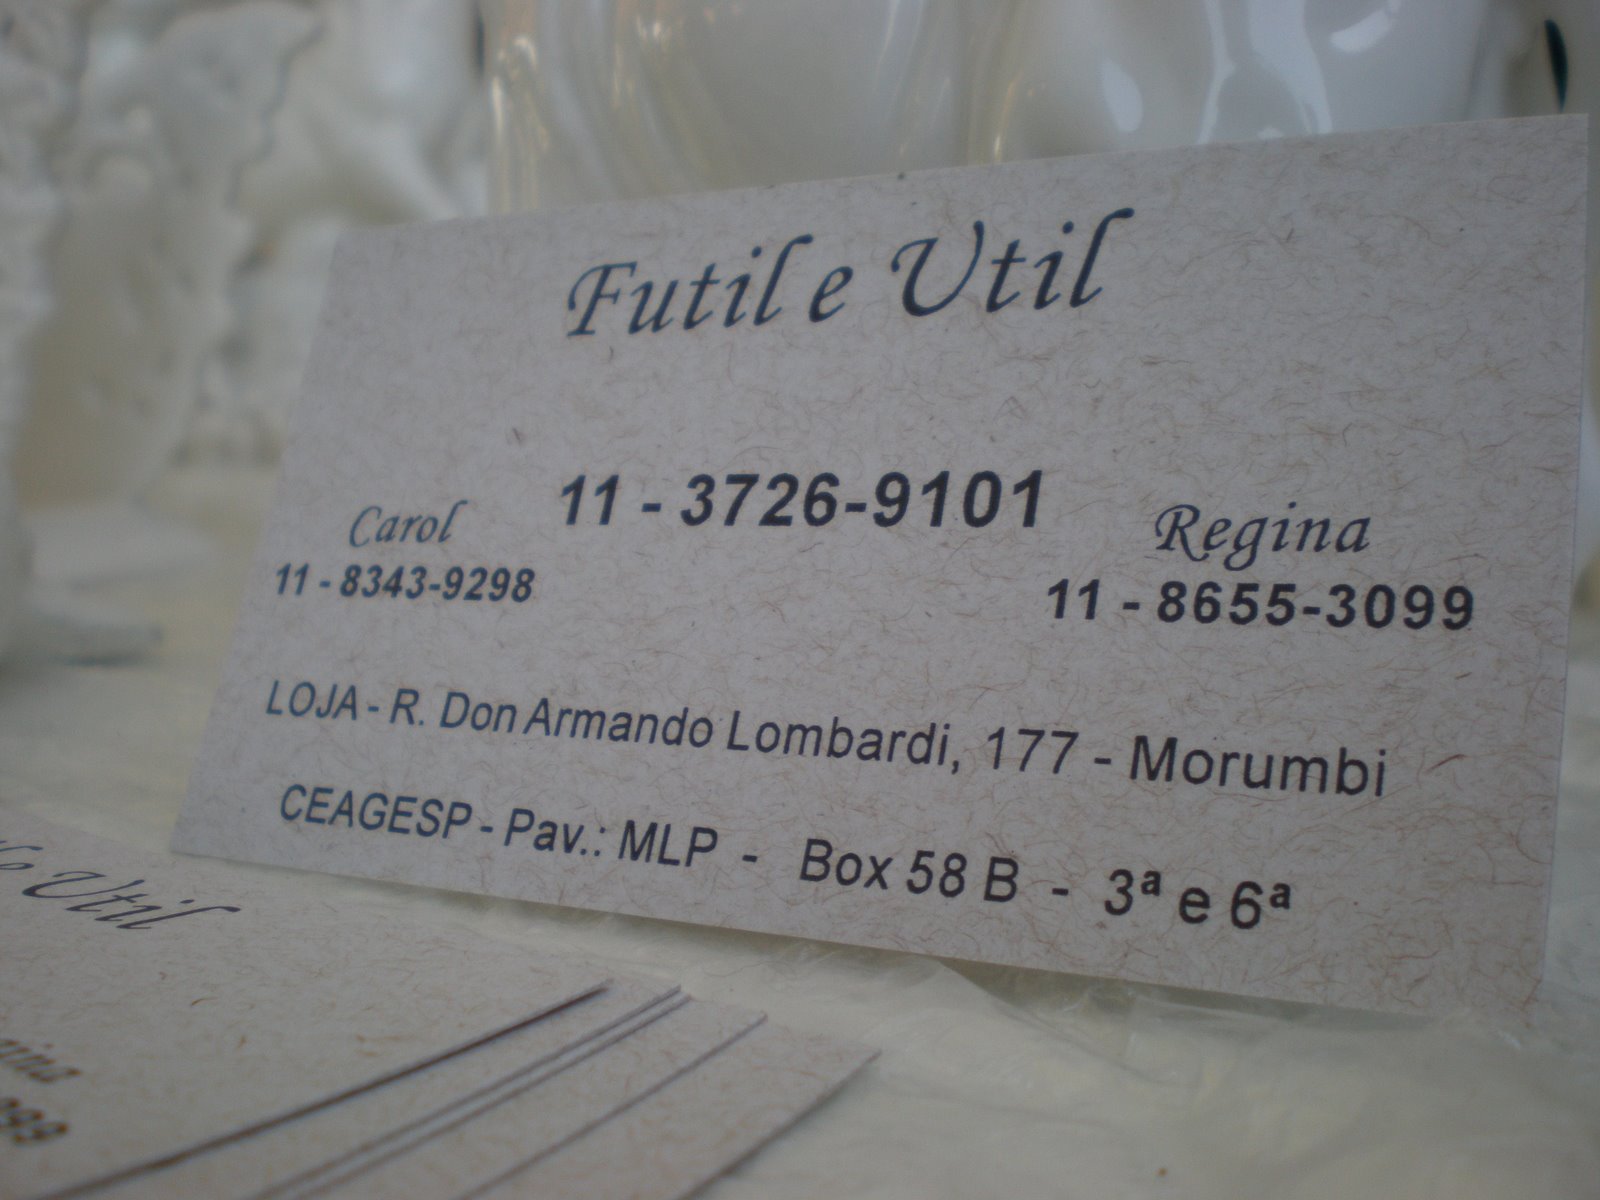 Futil e Util
11 - 3726-9101
Carol
11 - 8343-9298
Regina
11 - 8655-3099
LOJA - R. Don Armando Lombardi, 177 - Morumbi
CEAGESP - Pav.: MLP - Box 58 B - 3ª e 6ª
Util